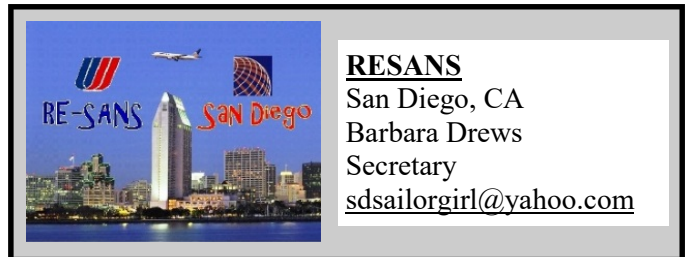 RE-SANS
San Diego
RESANS
San Diego, CA
Barbara Drews
Secretary
sdsailorgirl@yahoo.com